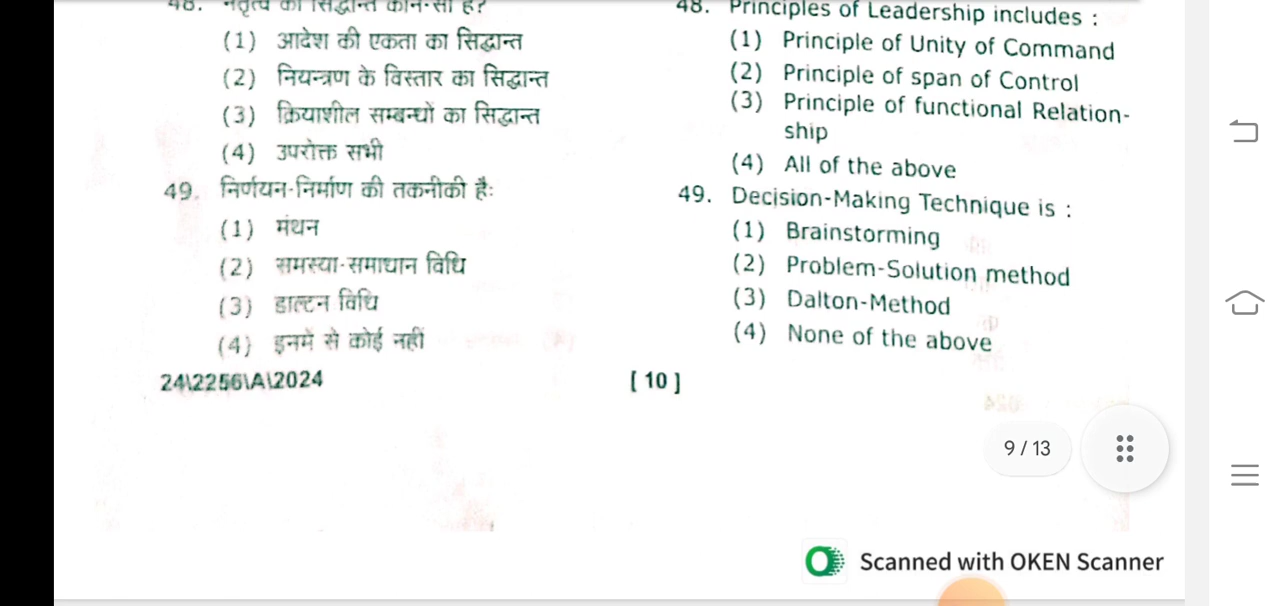 48. नेतृत्व का सिद्धान्त कौन-सा है?
(1) आदेश की एकता का सिद्धान्त
(2) नियन्त्रण के विस्तार का सिद्धान्त
(3) क्रियाशील सम्बन्धों का सिद्धान्त
(4) उपरोक्त सभी
49. निर्णयन-निर्माण की तकनीकी हैः
(1) मंथन
(2) समस्या-समाधान विधि
(3) डाल्टन विधि
(4) इनमें से कोई नहीं
24\2256\A\2024
48. Principles of Leadership includes :
(1) Principle of Unity of Command
(2) Principle of span of Control
(3) Principle of functional Relation-
ship
(4) All of the above
49. Decision-Making Technique is :
(1) Brainstorming
(2) Problem-Solution method
(3) Dalton-Method
(4) None of the above
[ 10 ]
9 / 13
Scanned with OKEN Scanner